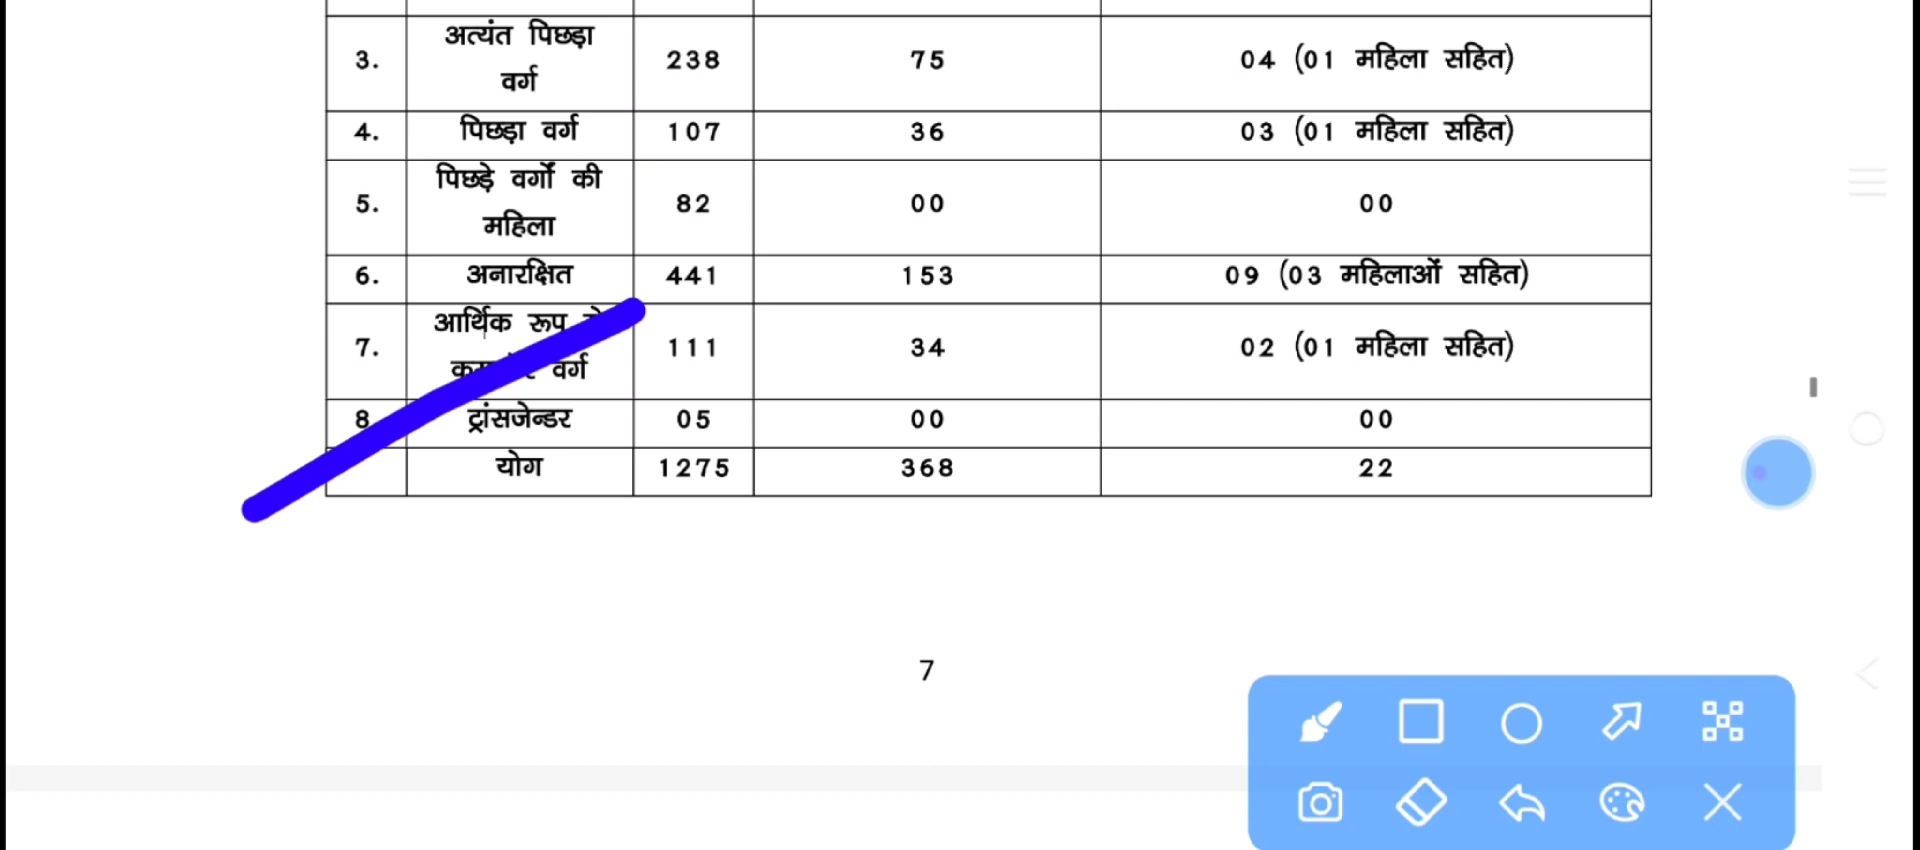 3. अत्यंत पिछड़ा वर्ग 238 75 04 (01 महिला सहित)
4. पिछड़ा वर्ग 107 36 03 (01 महिला सहित)
5. पिछड़े वर्गों की महिला 82 00 00
6. अनारक्षित 441 153 09 (03 महिलाओं सहित)
7. आर्थिक रूप वर्ग 111 34 02 (01 महिला सहित)
8 ट्रांसजेन्डर 05 00 00
योग 1275 368 22
7